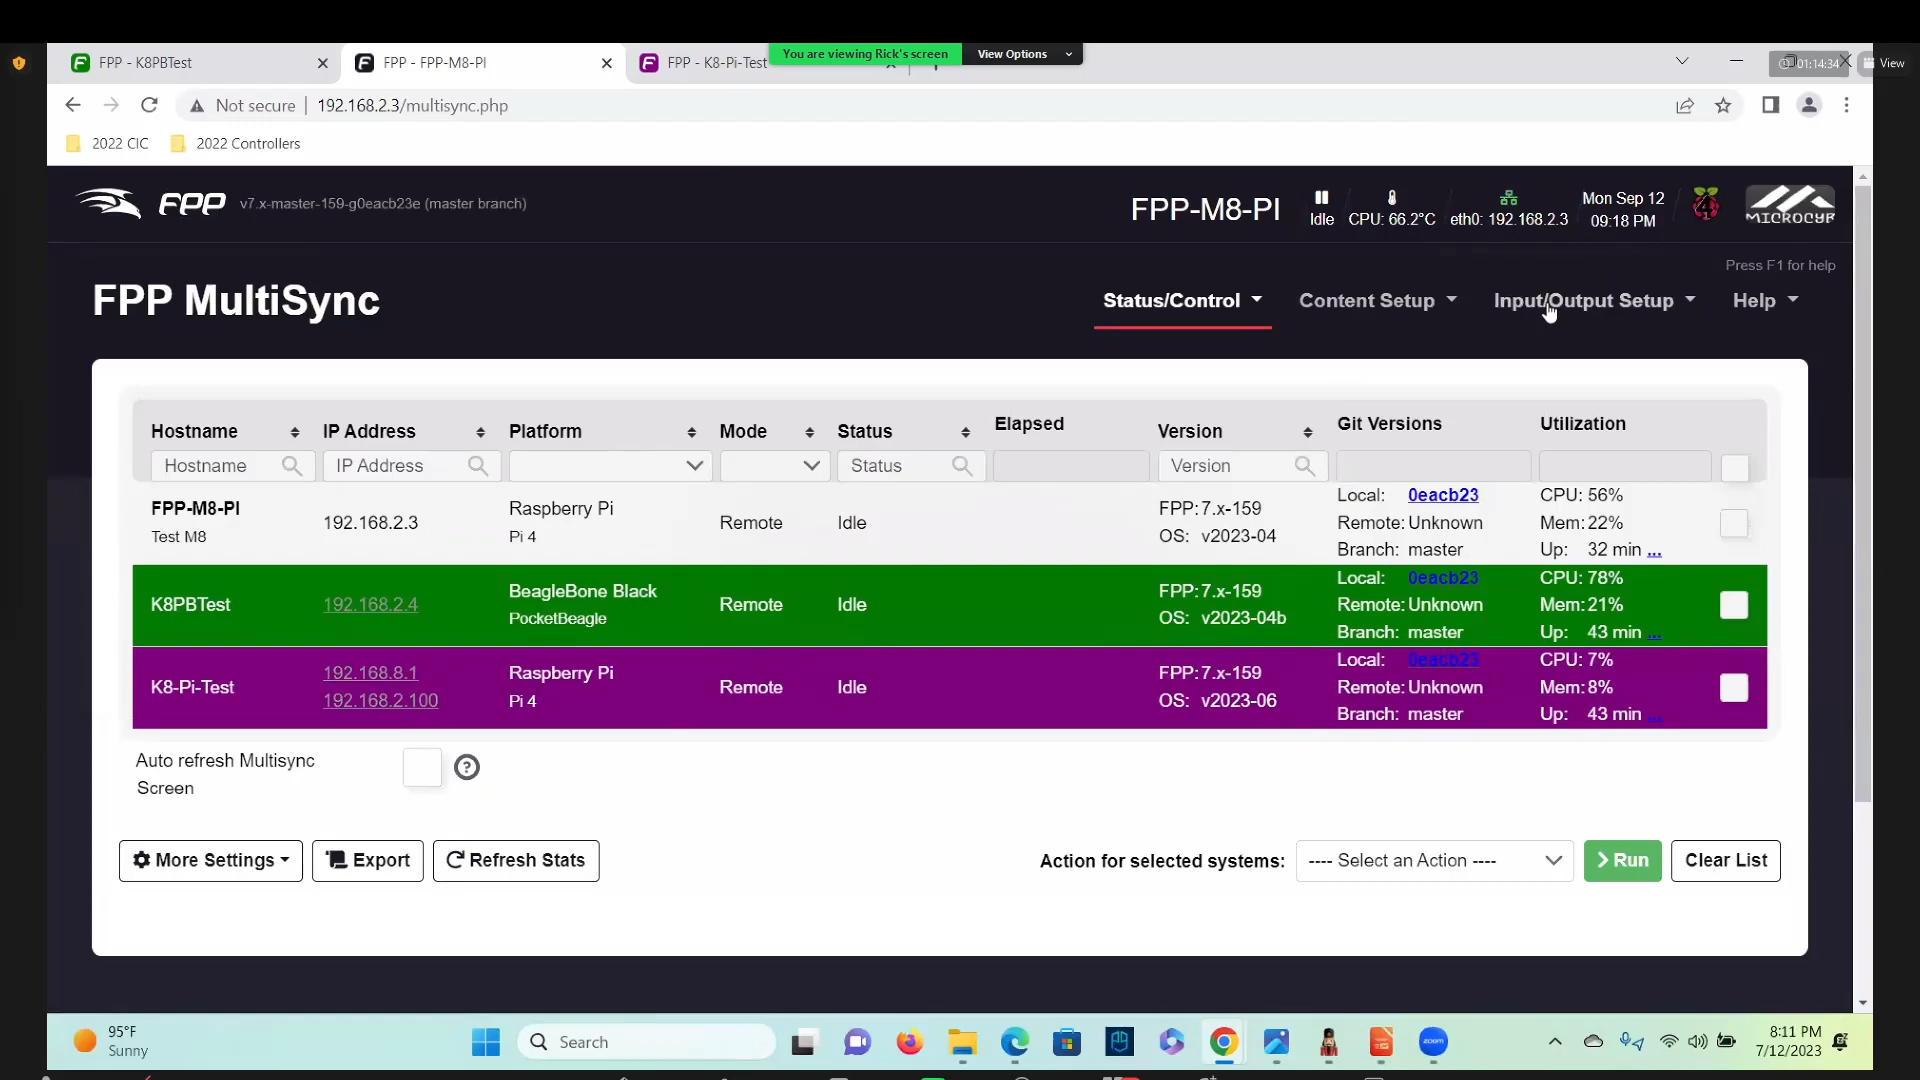 FPP - K8PBTest
FPP - FPP-M8-PI
FPP - K8-Pi-Test
You are viewing Rick's screen
View Options
01:14:34
View
Not secure
192.168.2.3/multisync.php
2022 CIC
2022 Controllers
FPP
v7.x-master-159-g0eacb23e (master branch)
FPP-M8-PI
Idle
CPU: 66.2°C
eth0: 192.168.2.3
Mon Sep 12
09:18 PM
4
Press F1 for help
FPP MultiSync
Status/Control
Content Setup
Input/Output Setup
Help
Hostname
IP Address
Platform
Mode
Status
Elapsed
Version
Git Versions
Utilization
Hostname
IP Address
Status
Version
FPP-M8-PI
Test M8
192.168.2.3
Raspberry Pi
Pi 4
Remote
Idle
FPP: 7.x-159
OS: v2023-04
Local: 0eacb23
Remote: Unknown
Branch: master
CPU: 56%
Mem: 22%
Up: 32 min ...
K8PBTest
192.168.2.4
BeagleBone Black
PocketBeagle
Remote
Idle
FPP: 7.x-159
OS: v2023-04b
Local: 0eacb23
Remote: Unknown
Branch: master
CPU: 78%
Mem: 21%
Up: 43 min ...
K8-Pi-Test
192.168.8.1
192.168.2.100
Raspberry Pi
Pi 4
Remote
Idle
FPP: 7.x-159
OS: v2023-06
Local: 0eacb23
Remote: Unknown
Branch: master
CPU: 7%
Mem: 8%
Up: 43 min ...
Auto refresh Multisync
Screen
More Settings
Export
Refresh Stats
Action for selected systems:
---- Select an Action ----
Run
Clear List
95°F
Sunny
Search
zoom
8:11 PM
7/12/2023